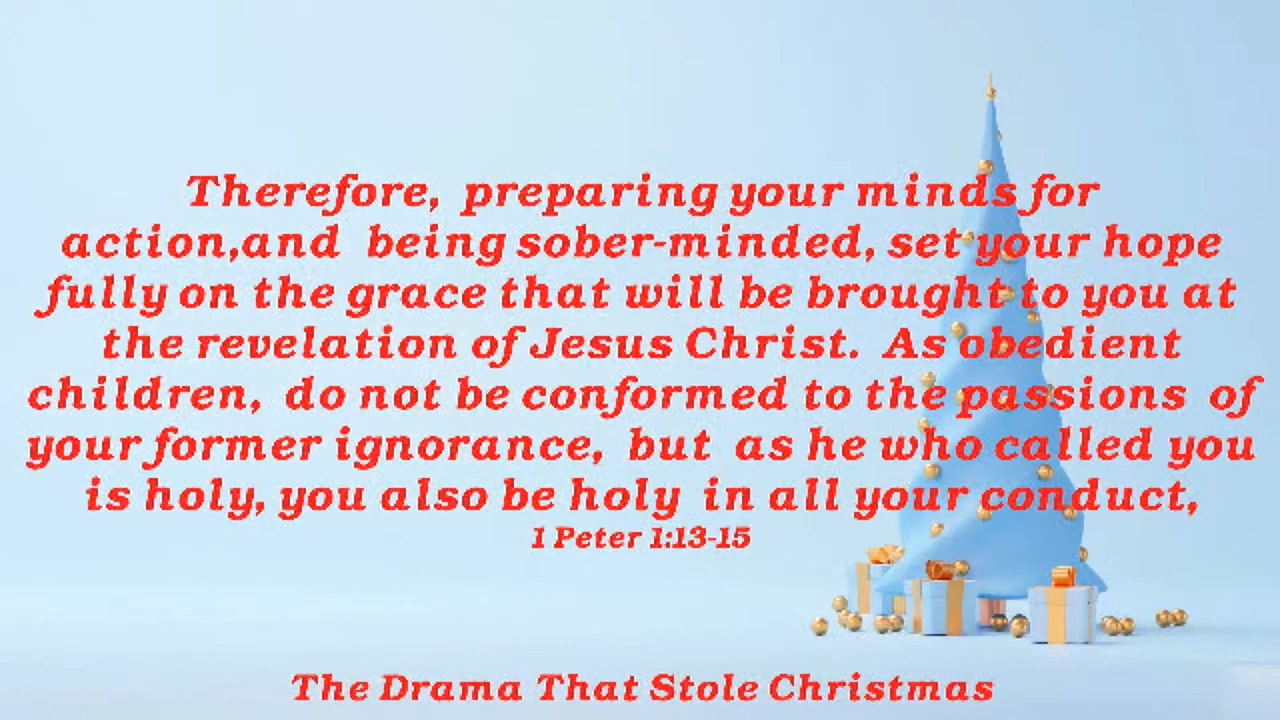 Therefore, preparing your minds for
action,and being sober-minded, set your hope
fully on the grace that will be brought to you at
the revelation of Jesus Christ. As obedient
children, do not be conformed to the passions of
your former ignorance, but as he who called you
is holy, you also be holy in all your conduct,
1 Peter 1:13-15
The Drama That Stole Christmas